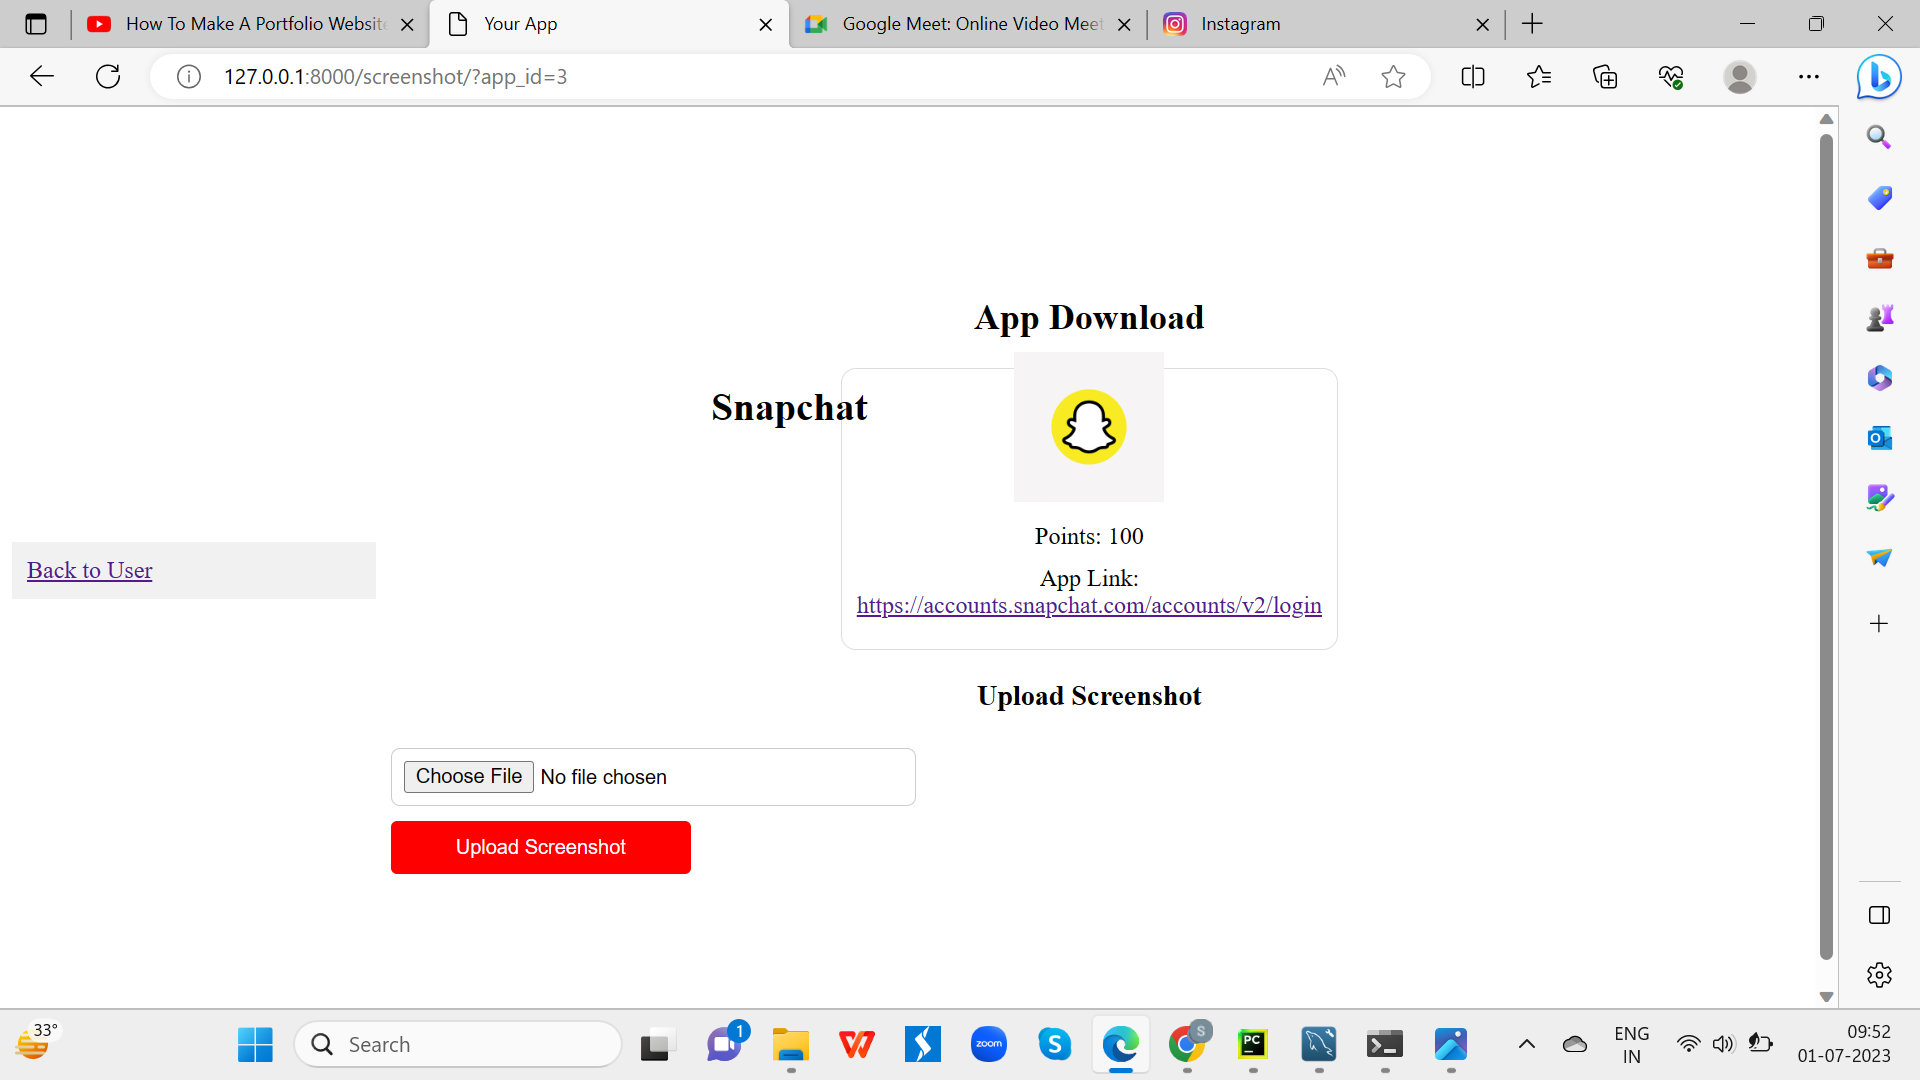 How To Make A Portfolio Website
Your App
Google Meet: Online Video Meet
Instagram
127.0.0.1:8000/screenshot/?app_id=3
App Download
Snapchat
Points: 100
App Link:
https://accounts.snapchat.com/accounts/v2/login
Back to User
Upload Screenshot
Choose File No file chosen
Upload Screenshot
33°
Search
1
zoom
S
PC
ENG
IN
09:52
01-07-2023